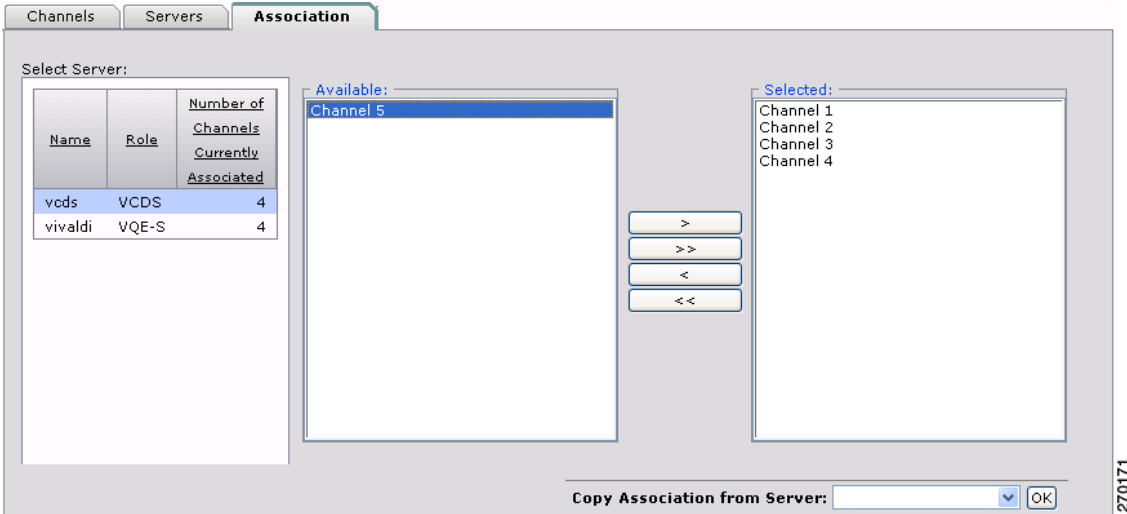 Channels Servers Association
Select Server:
Name Role Number of Channels Currently Associated
vcds VCDS 4
vivaldi VQE-S 4
Available:
Channel 5
>
>>
<
<<
Selected:
Channel 1
Channel 2
Channel 3
Channel 4
Copy Association from Server: OK
270171